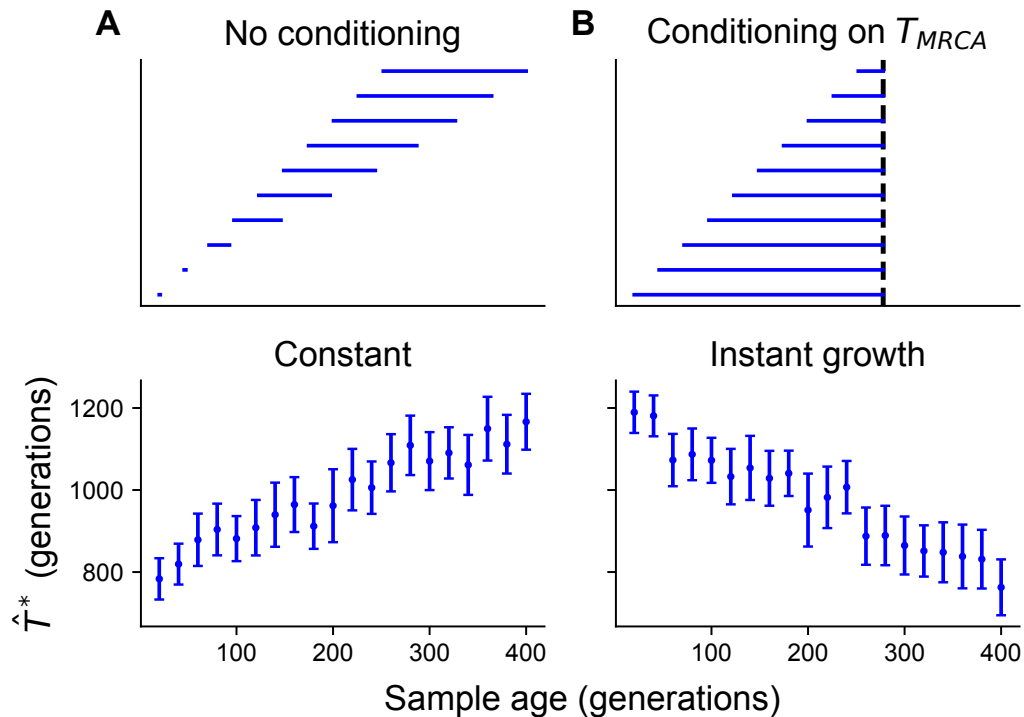 A
No conditioning
B
Conditioning on T_MRCA
Constant
Instant growth
1200
1000
800
T̂* (generations)
100
200
300
400
100
200
300
400
Sample age (generations)